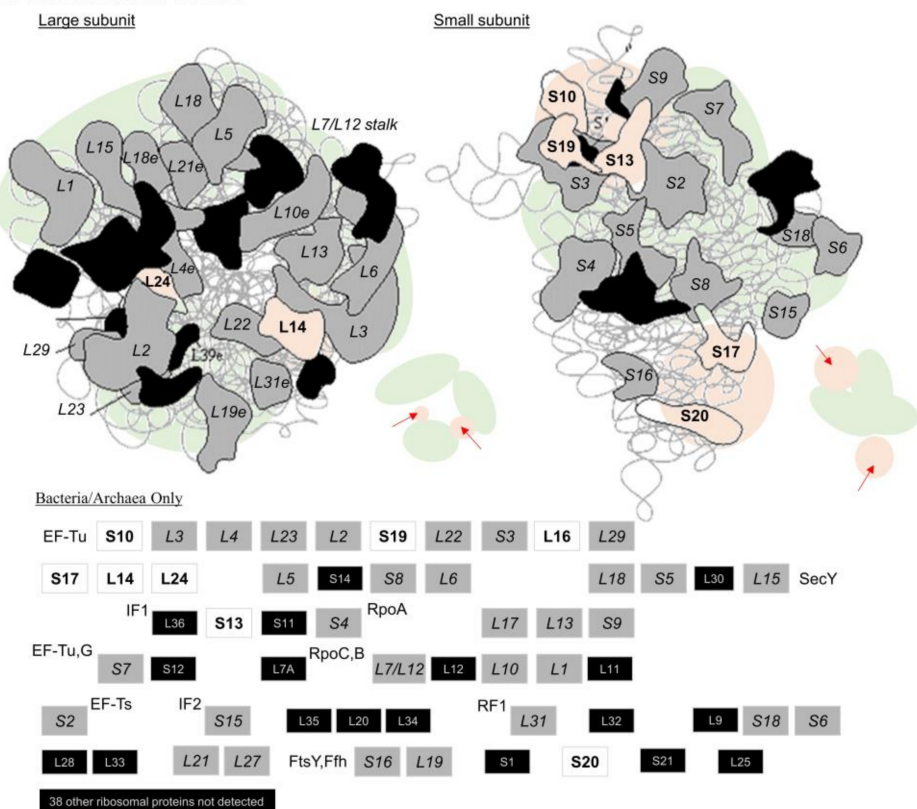 Large subunit
Small subunit
L18
L5
L7/L12 stalk
L15
L18e
L21e
L1
L10e
L13
L6
L4e
L24
L22
L14
L3
L29
L2
L39e
L31e
L23
L19e
S9
S10
S7
S'
S19
S13
S3
S2
S5
S18
S6
S4
S8
S15
S17
S16
S20
Bacteria/Archaea Only
EF-Tu S10 L3 L4 L23 L2 S19 L22 S3 L16 L29
S17 L14 L24 L5 S14 S8 L6 L18 S5 L30 L15 SecY
IF1 L36 S13 S11 S4 RpoA L17 L13 S9
EF-Tu,G S7 S12 L7A RpoC,B L7/L12 L12 L10 L1 L11
S2 EF-Ts IF2 S15 L35 L20 L34 RF1 L31 L32 L9 S18 S6
L28 L33 L21 L27 FtsY,Ffh S16 L19 S1 S20 S21 L25
38 other ribosomal proteins not detected